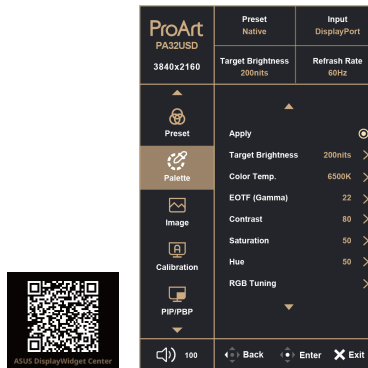 ProArt
PA32USD
3840x2160
Preset
Native
Input
DisplayPort
Target Brightness
200nits
Refrash Rate
60Hz
Preset
Palette
Image
Calibration
PIP/PBP
Apply
Target Brightness 200nits
Color Temp. 6500K
EOTF (Gamma) 22
Contrast 80
Saturation 50
Hue 50
RGB Tuning
100
Back
Enter
Exit
ASUS DisplayWidget Center